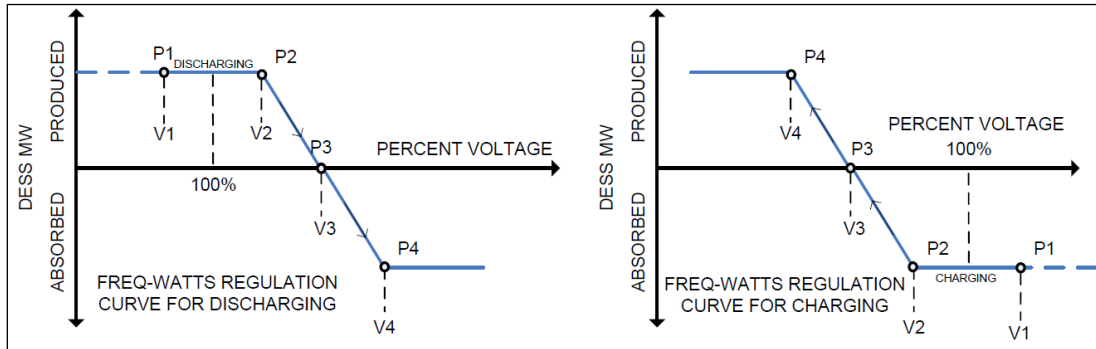 DESS MW
PRODUCED
ABSORBED
P1
DISCHARGING
P2
V1
V2
P3
PERCENT VOLTAGE
100%
V3
P4
FREQ-WATTS REGULATION
CURVE FOR DISCHARGING
V4
DESS MW
PRODUCED
ABSORBED
P4
V4
PERCENT VOLTAGE
100%
P3
V3
P2
P1
CHARGING
FREQ-WATTS REGULATION
CURVE FOR CHARGING
V2
V1